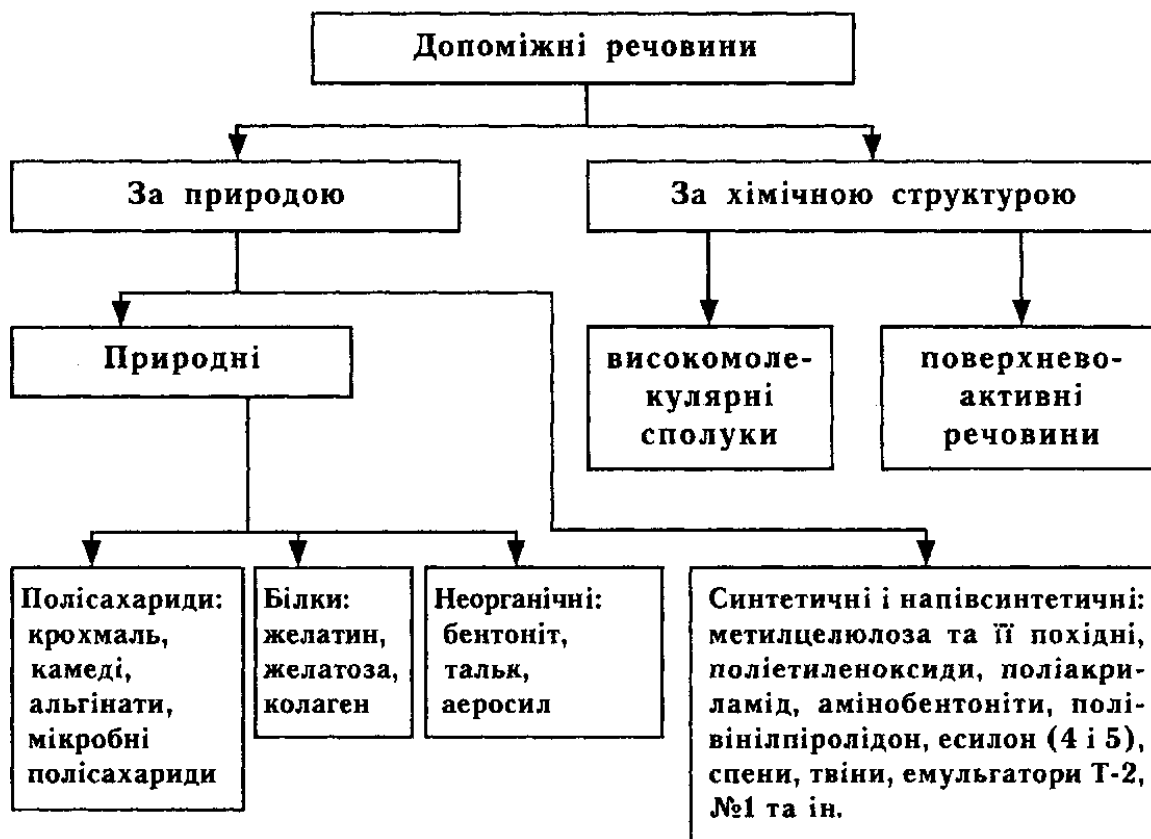 Допоміжні речовини
За природою
За хімічною структурою
Природні
високомоле-
кулярні
сполуки
поверхнево-
активні
речовини
Полісахариди:
крохмаль,
камеді,
альгінати,
мікробні
полісахариди
Білки:
желатин,
желатоза,
колаген
Неорганічні:
бентоніт,
тальк,
аеросил
Синтетичні і напівсинтетичні:
метилцелюлоза та її похідні,
поліетиленоксиди, поліакри-
ламід, амінобентоніти, полі-
вінілпіролідон, есилон (4 і 5),
спени, твіни, емульгатори Т-2,
№1 та ін.